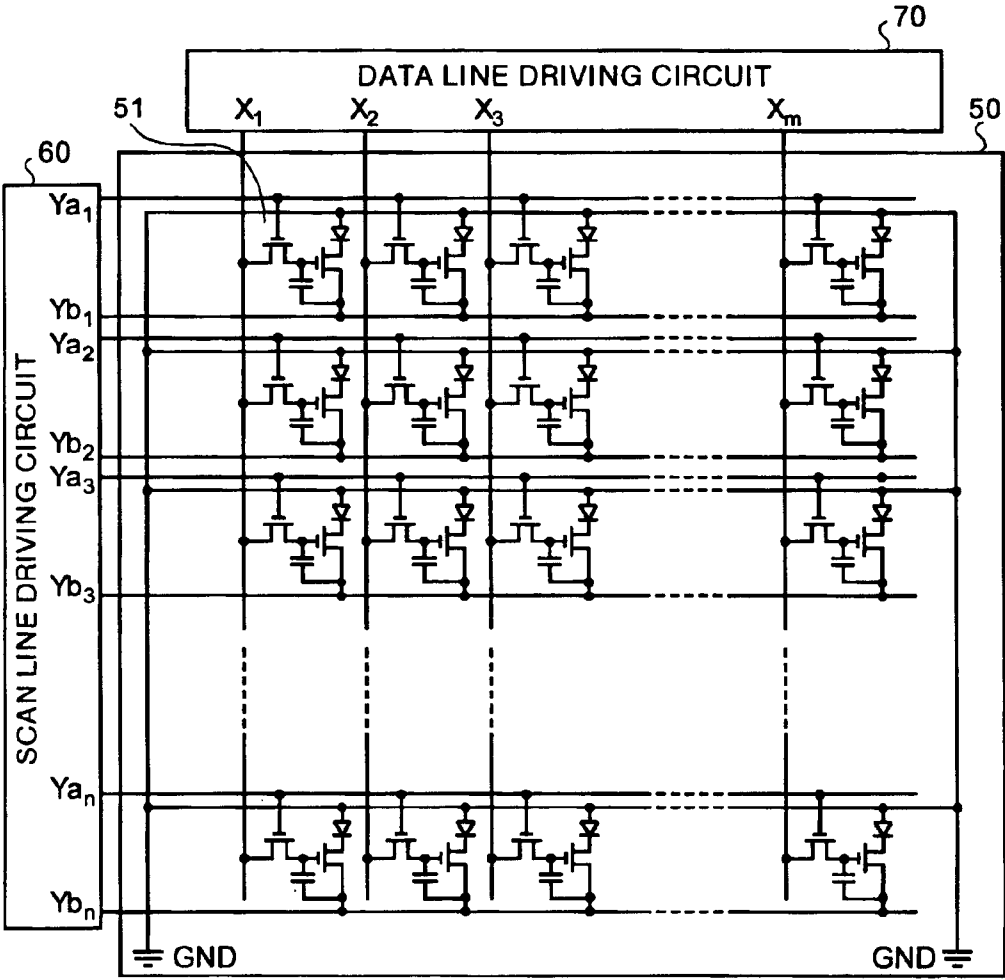 70
DATA LINE DRIVING CIRCUIT
X1 X2 X3 Xm
51
50
60
SCAN LINE DRIVING CIRCUIT
Ya1
Yb1
Ya2
Yb2
Ya3
Yb3
Yan
Ybn
GND GND